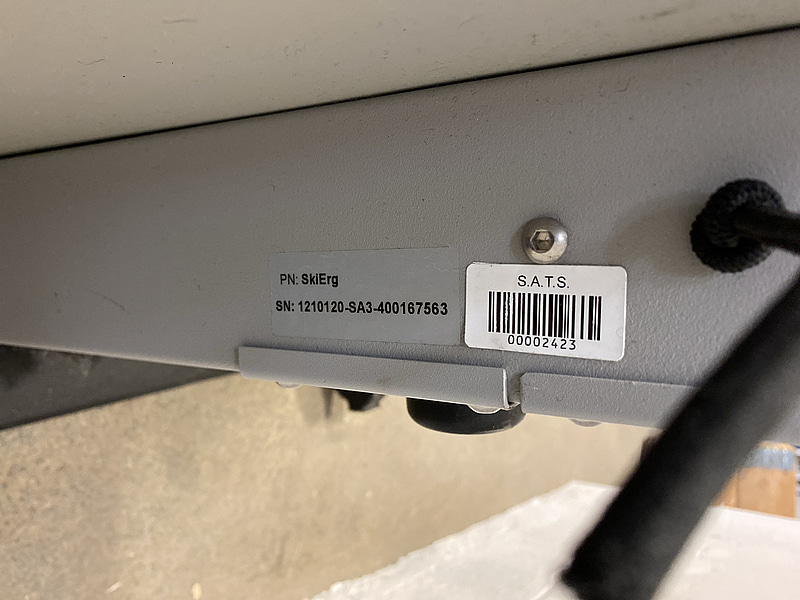 PN: SkiErg
SN: 1210120-SA3-400167563
S.A.T.S.
00002423